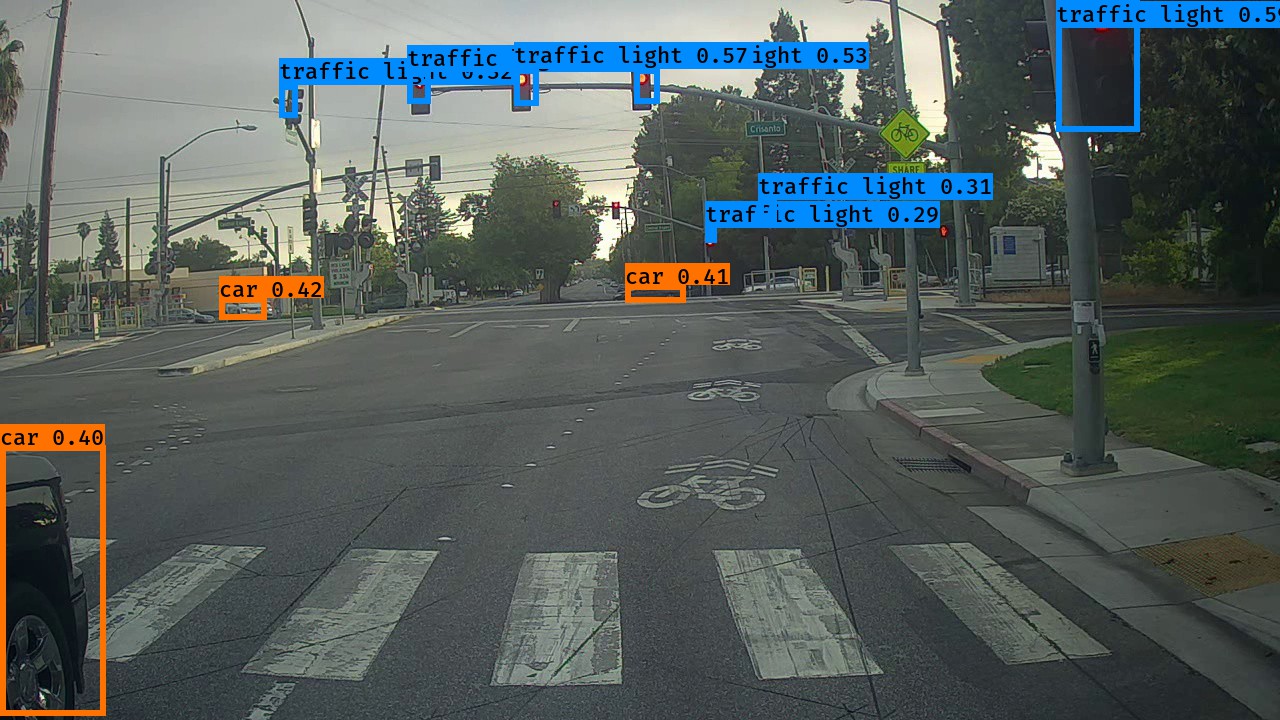 traffic light 0.59
traffic light 0.57
ight 0.53
traffic
traffic light 0.32
Crisanto
SHARE
traffic light 0.31
traffic light 0.29
car 0.41
car 0.42
car 0.40